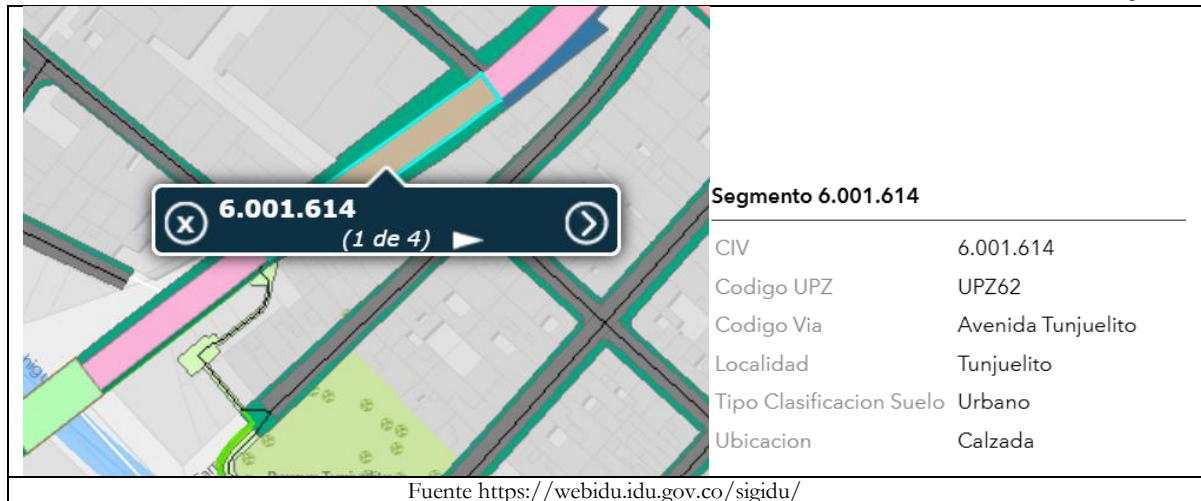 6.001.614
(1 de 4)
Segmento 6.001.614
CIV 6.001.614
Codigo UPZ UPZ62
Codigo Via Avenida Tunjuelito
Localidad Tunjuelito
Tipo Clasificacion Suelo Urbano
Ubicacion Calzada
Fuente https://webidu.idu.gov.co/sigidu/